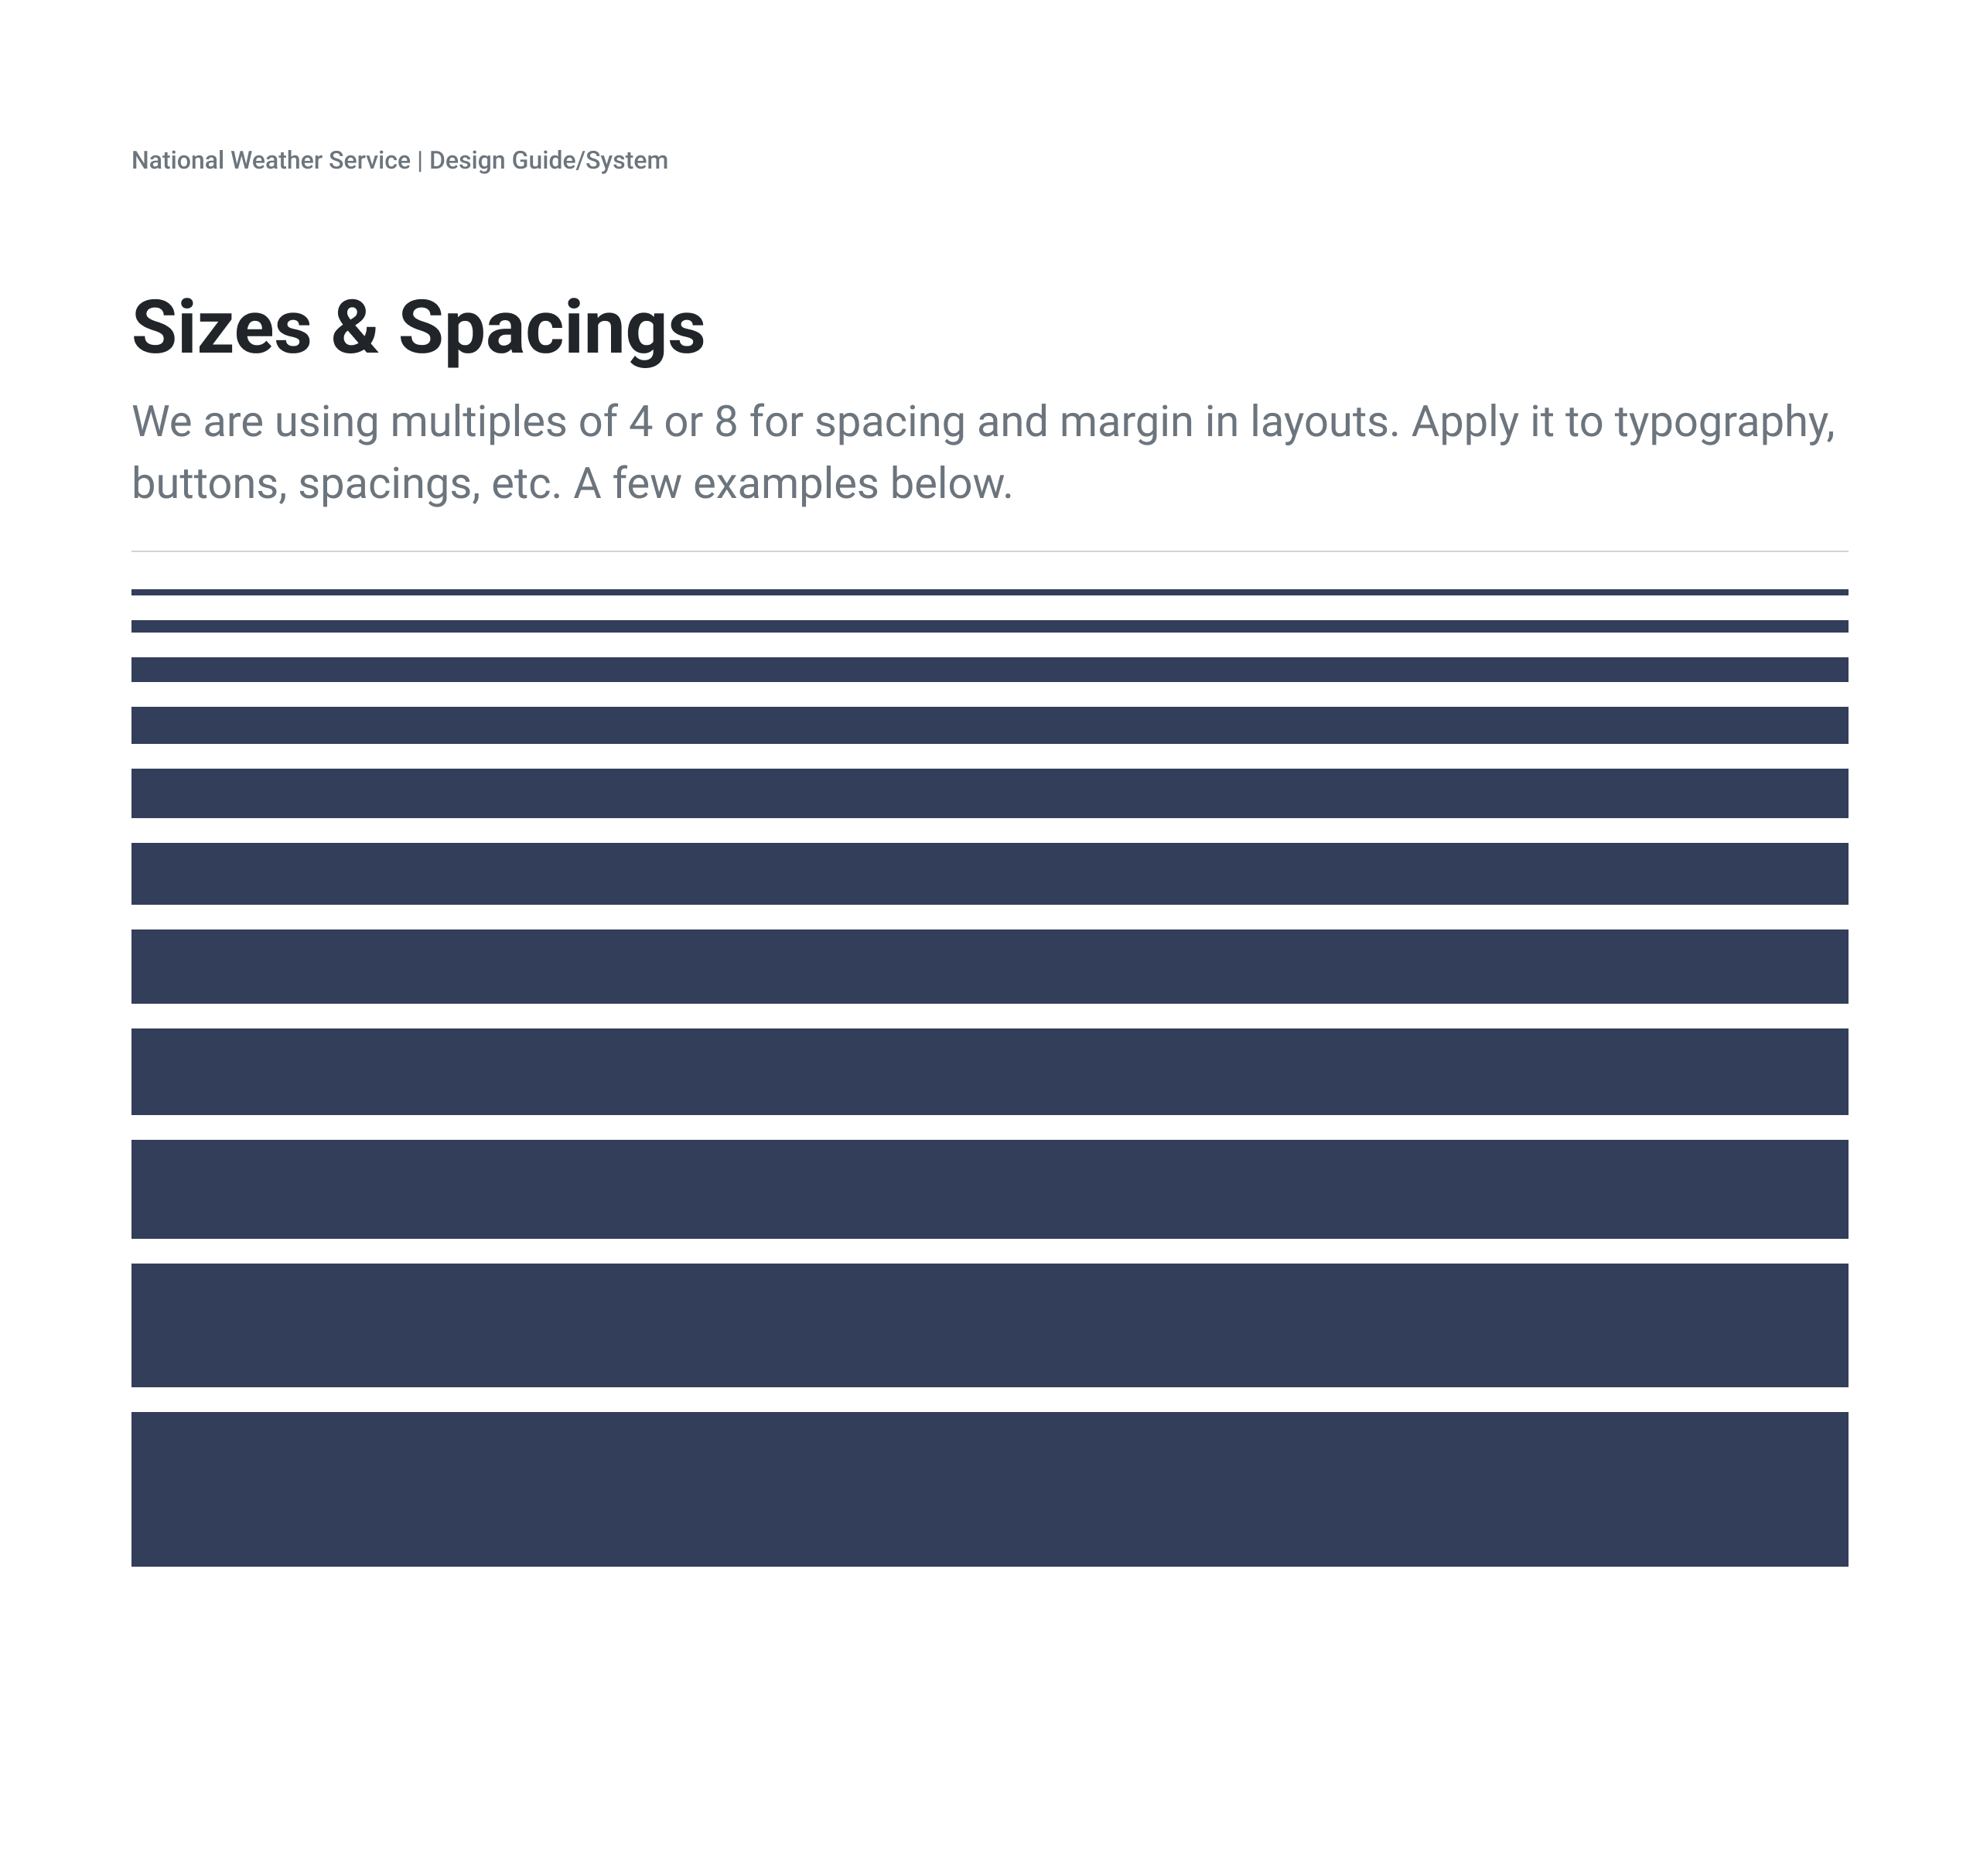 National Weather Service | Design Guide/System
Sizes & Spacings
We are using multiples of 4 or 8 for spacing and margin in layouts. Apply it to typography,
buttons, spacings, etc. A few examples below.